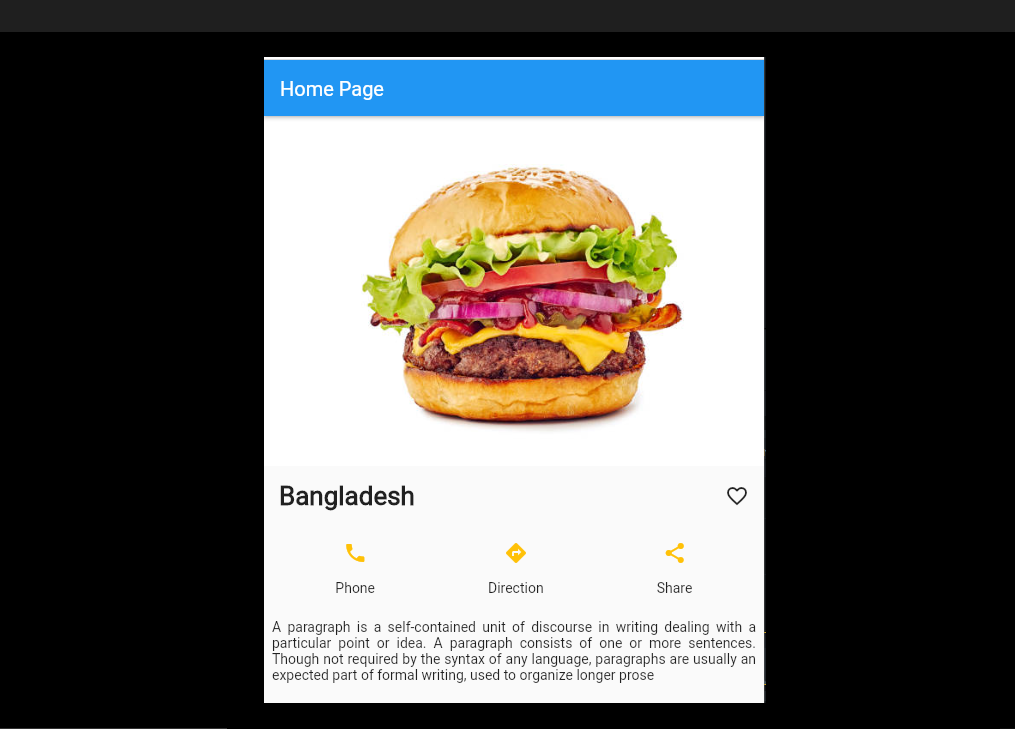 Home Page
Bangladesh
Phone Direction Share
A paragraph is a self-contained unit of discourse in writing dealing with a
particular point or idea. A paragraph consists of one or more sentences.
Though not required by the syntax of any language, paragraphs are usually an
expected part of formal writing, used to organize longer prose